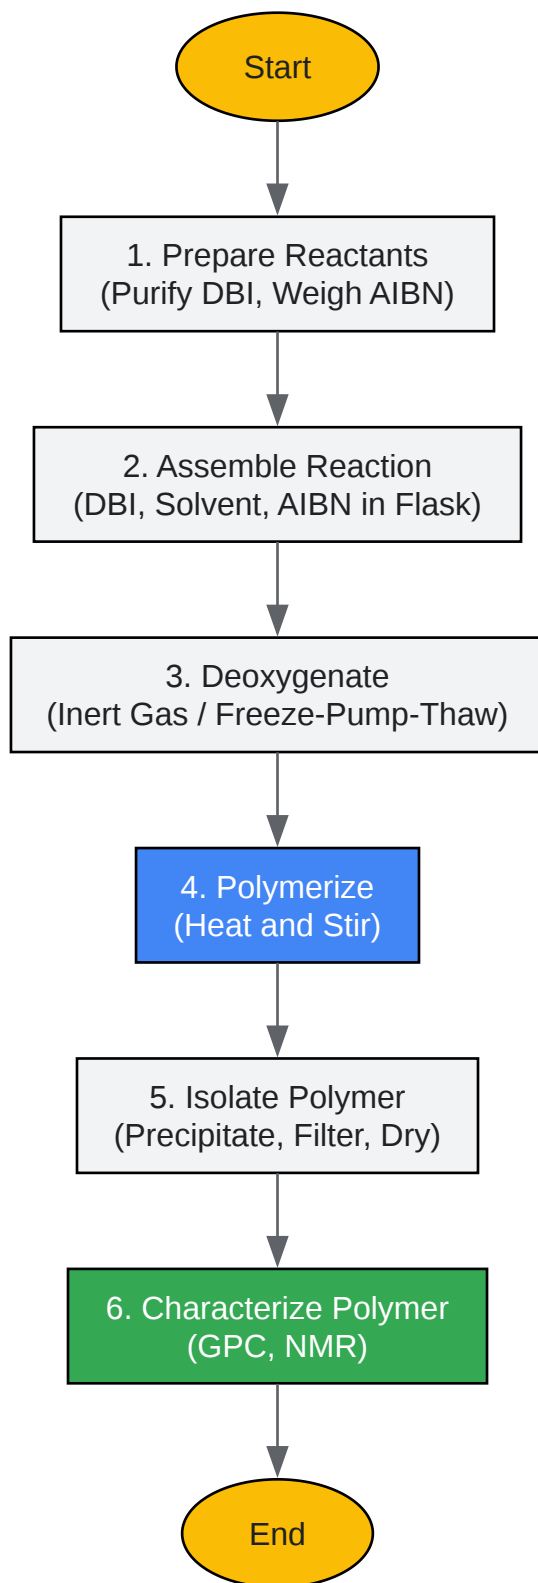 Start
1. Prepare Reactants
(Purify DBI, Weigh AIBN)
2. Assemble Reaction
(DBI, Solvent, AIBN in Flask)
3. Deoxygenate
(Inert Gas / Freeze-Pump-Thaw)
4. Polymerize
(Heat and Stir)
5. Isolate Polymer
(Precipitate, Filter, Dry)
6. Characterize Polymer
(GPC, NMR)
End